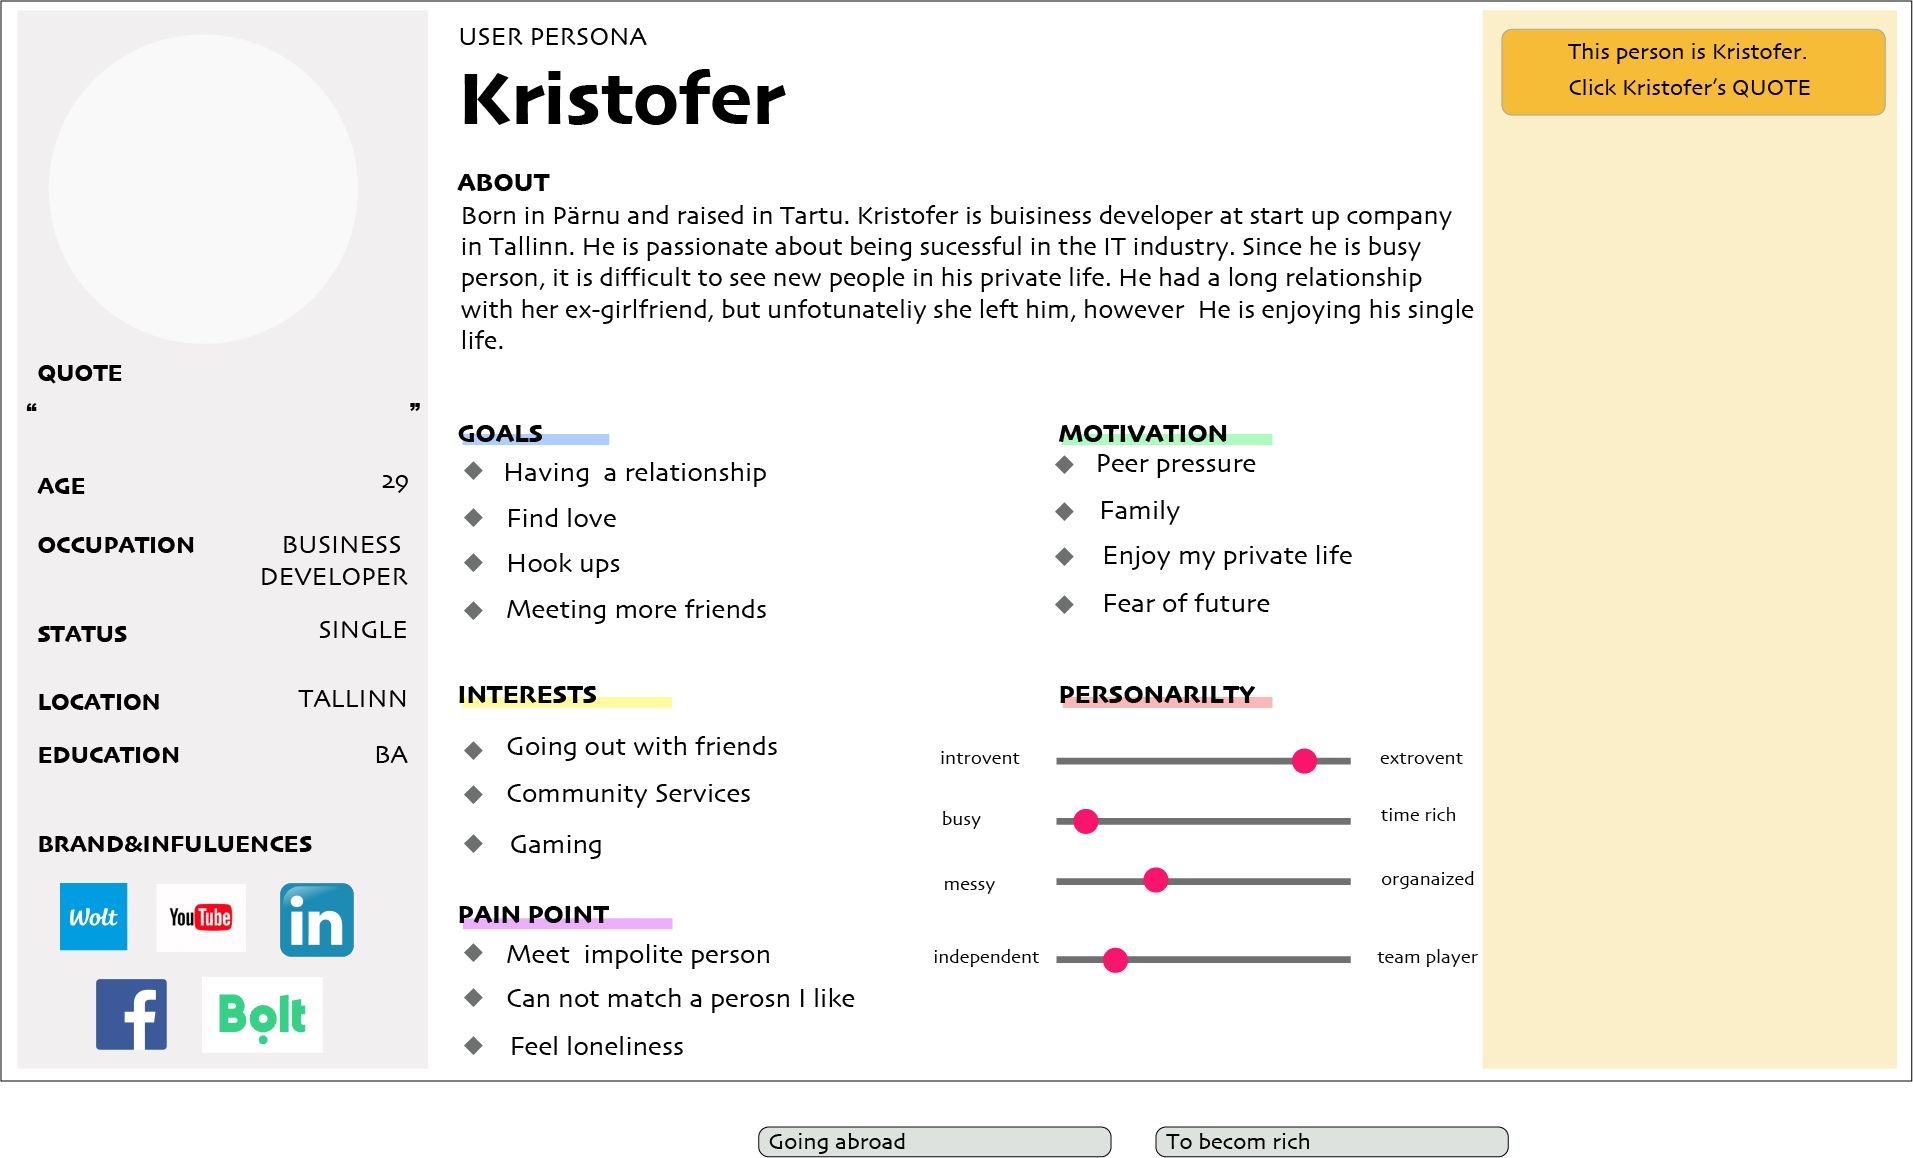 USER PERSONA
Kristofer
ABOUT
Born in Pärnu and raised in Tartu. Kristofer is buisiness developer at start up company
in Tallinn. He is passionate about being sucessful in the IT industry. Since he is busy
person, it is difficult to see new people in his private life. He had a long relationship
with her ex-girlfriend, but unfotunateliy she left him, however  He is enjoying his single
life.
QUOTE
“ ”
AGE 29
OCCUPATION BUSINESS
DEVELOPER
STATUS SINGLE
LOCATION TALLINN
EDUCATION BA
BRAND&INFULUENCES
Wolt YouTube in
f Bolt
GOALS
Having  a relationship
Find love
Hook ups
Meeting more friends
MOTIVATION
Peer pressure
Family
Enjoy my private life
Fear of future
INTERESTS
Going out with friends
Community Services
Gaming
PERSONARILTY
introvent extrovent
busy time rich
messy organaized
independent team player
PAIN POINT
Meet  impolite person
Can not match a perosn I like
Feel loneliness
This person is Kristofer.
Click Kristofer’s QUOTE
Going abroad
To becom rich